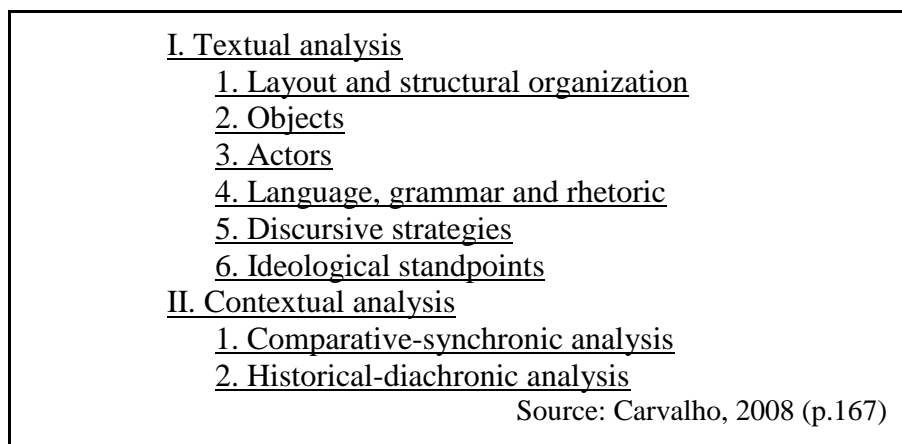 I. Textual analysis
1. Layout and structural organization
2. Objects
3. Actors
4. Language, grammar and rhetoric
5. Discursive strategies
6. Ideological standpoints
II. Contextual analysis
1. Comparative-synchronic analysis
2. Historical-diachronic analysis
Source: Carvalho, 2008 (p.167)